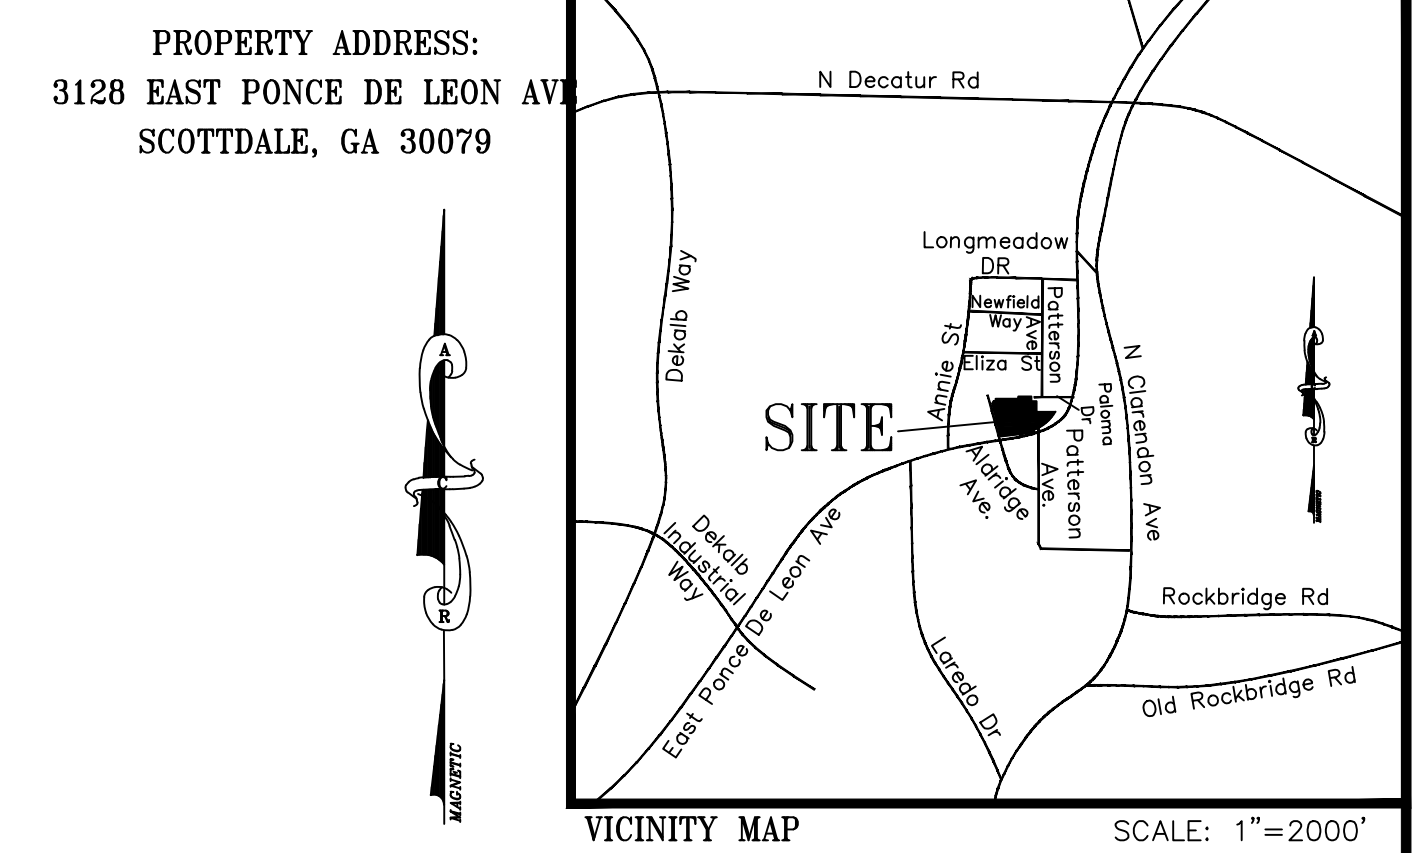 PROPERTY ADDRESS:
3128 EAST PONCE DE LEON AVE
SCOTTDALE, GA 30079
A
C
R
MAGNETIC
N Decatur Rd
Dekalb Way
Longmeadow
DR
Newfield
Way
Patterson
Ave
Annie St
Eliza St
SITE
Paloma
Dr
N Clarendon Ave
Patterson
Ave.
Aldridge
Ave.
Dekalb
Industrial
Way
East Ponce De Leon Ave
Laredo Dr
Rockbridge Rd
Old Rockbridge Rd
VICINITY MAP
SCALE: 1"=2000'